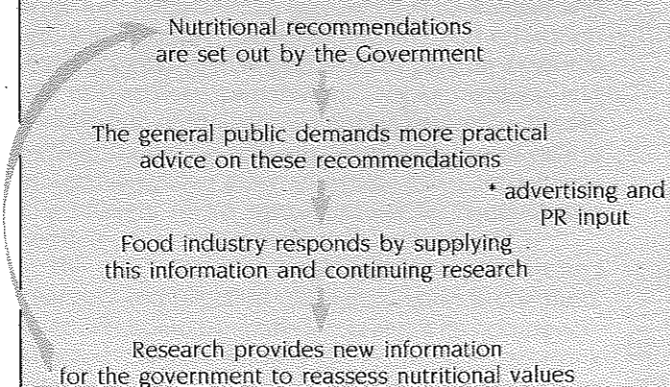 Nutritional recommendations
are set out by the Government
The general public demands more practical
advice on these recommendations
* advertising and
PR input
Food industry responds by supplying
this information and continuing research
Research provides new information
for the government to reassess nutritional values